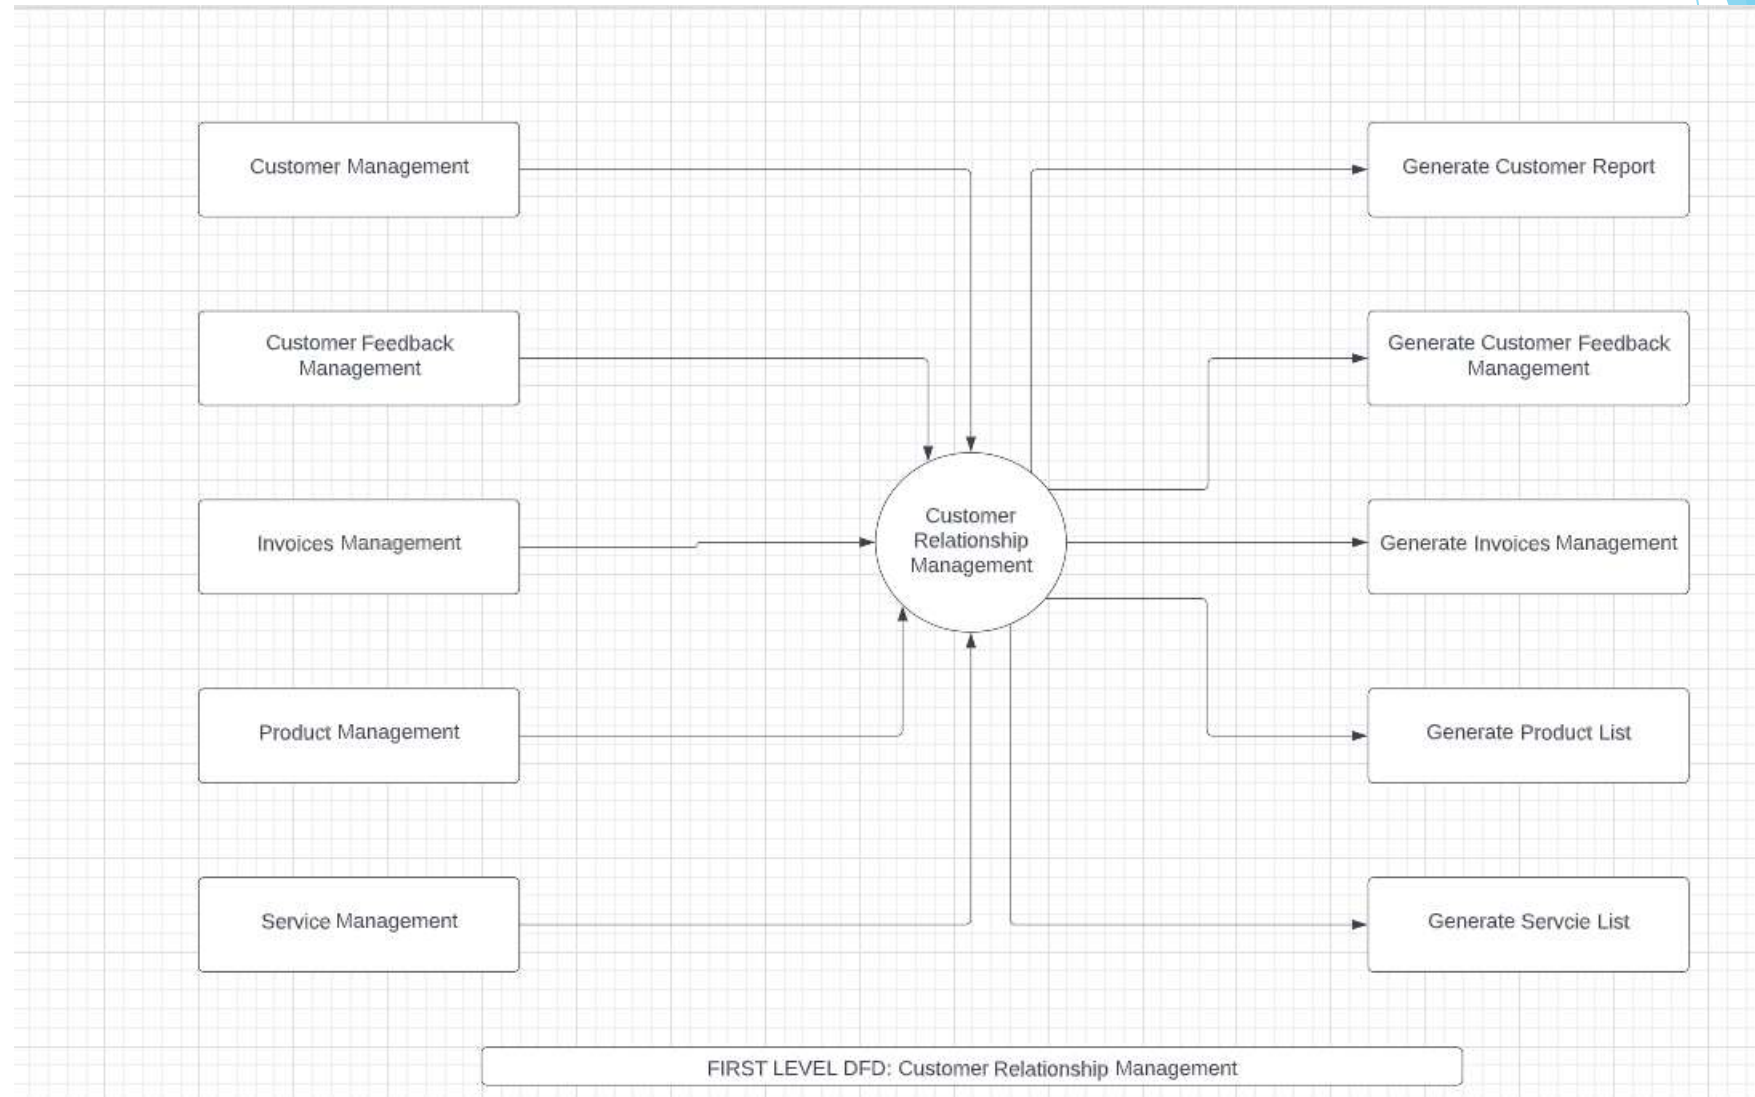 Customer Management
Generate Customer Report
Customer Feedback
Management
Generate Customer Feedback
Management
Invoices Management
Customer
Relationship
Management
Generate Invoices Management
Product Management
Generate Product List
Service Management
Generate Servcie List
FIRST LEVEL DFD: Customer Relationship Management